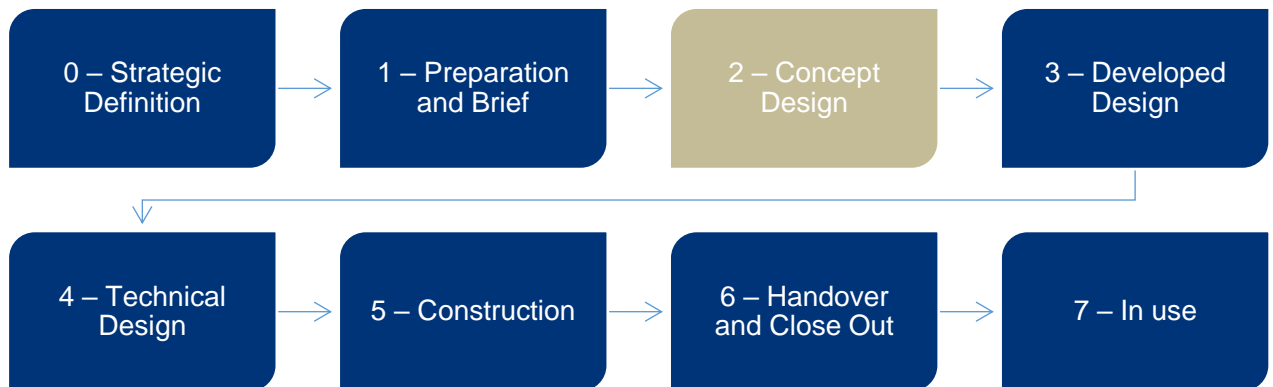 0 – Strategic
Definition
1 – Preparation
and Brief
2 – Concept
Design
3 – Developed
Design
4 – Technical
Design
5 – Construction
6 – Handover
and Close Out
7 – In use